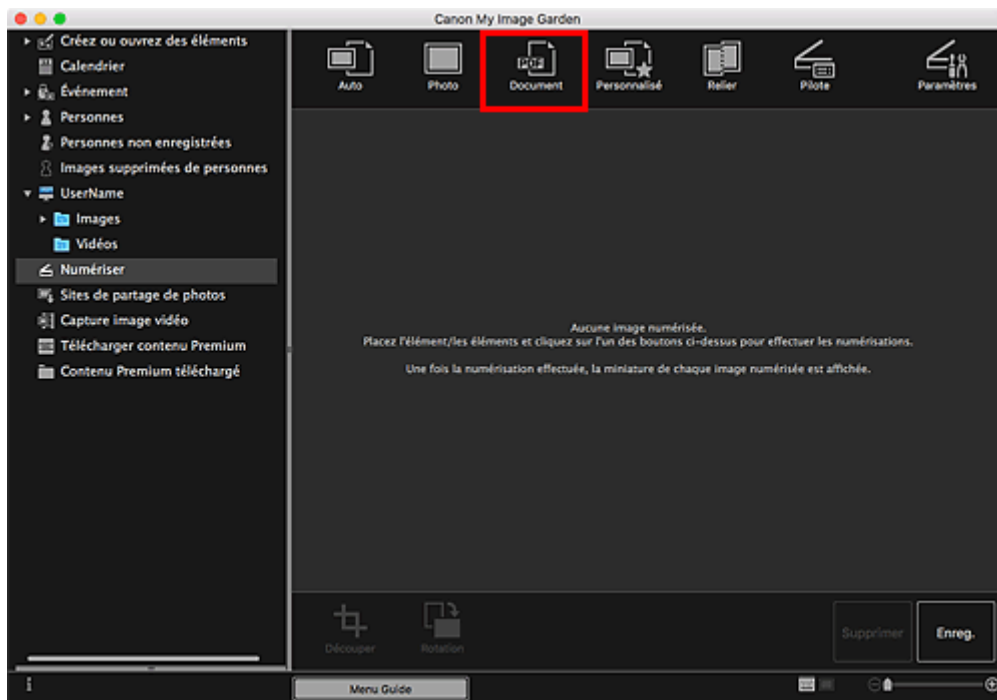 Canon My Image Garden
Créez ou ouvrez des éléments
Calendrier
Événement
Personnes
Personnes non enregistrées
Images supprimées de personnes
UserName
Images
Vidéos
Numériser
Sites de partage de photos
Capture image vidéo
Télécharger contenu Premium
Contenu Premium téléchargé
Auto
Photo
PDF
Document
Personnalisé
Relier
Pilote
Paramètres
Aucune image numérisée.
Placez l'élément/les éléments et cliquez sur l'un des boutons ci-dessus pour effectuer les numérisations.
Une fois la numérisation effectuée, la miniature de chaque image numérisée est affichée.
Découper
Rotation
Supprimer
Enreg.
Menu Guide